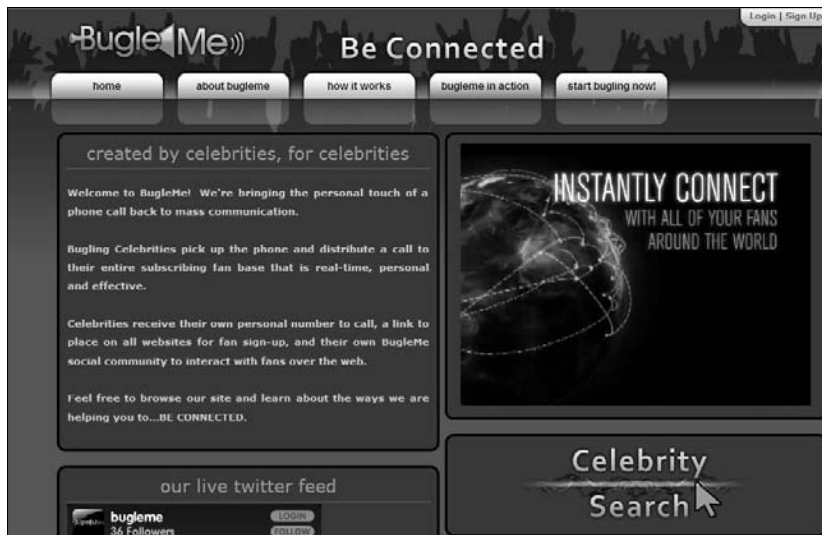 Login | Sign Up
BugleMe
Be Connected
home
about bugleme
how it works
bugleme in action
start bugling now!
created by celebrities, for celebrities
Welcome to BugleMe! We're bringing the personal touch of a
phone call back to mass communication.
Bugling Celebrities pick up the phone and distribute a call to
their entire subscribing fan base that is real-time, personal
and effective.
Celebrities receive their own personal number to call, a link to
place on all websites for fan sign-up, and their own BugleMe
social community to interact with fans over the web.
Feel free to browse our site and learn about the ways we are
helping you to...BE CONNECTED.
INSTANTLY CONNECT
WITH ALL OF YOUR FANS
AROUND THE WORLD
Celebrity
Search
our live twitter feed
bugleme
LOGIN
36 Followers
FOLLOW